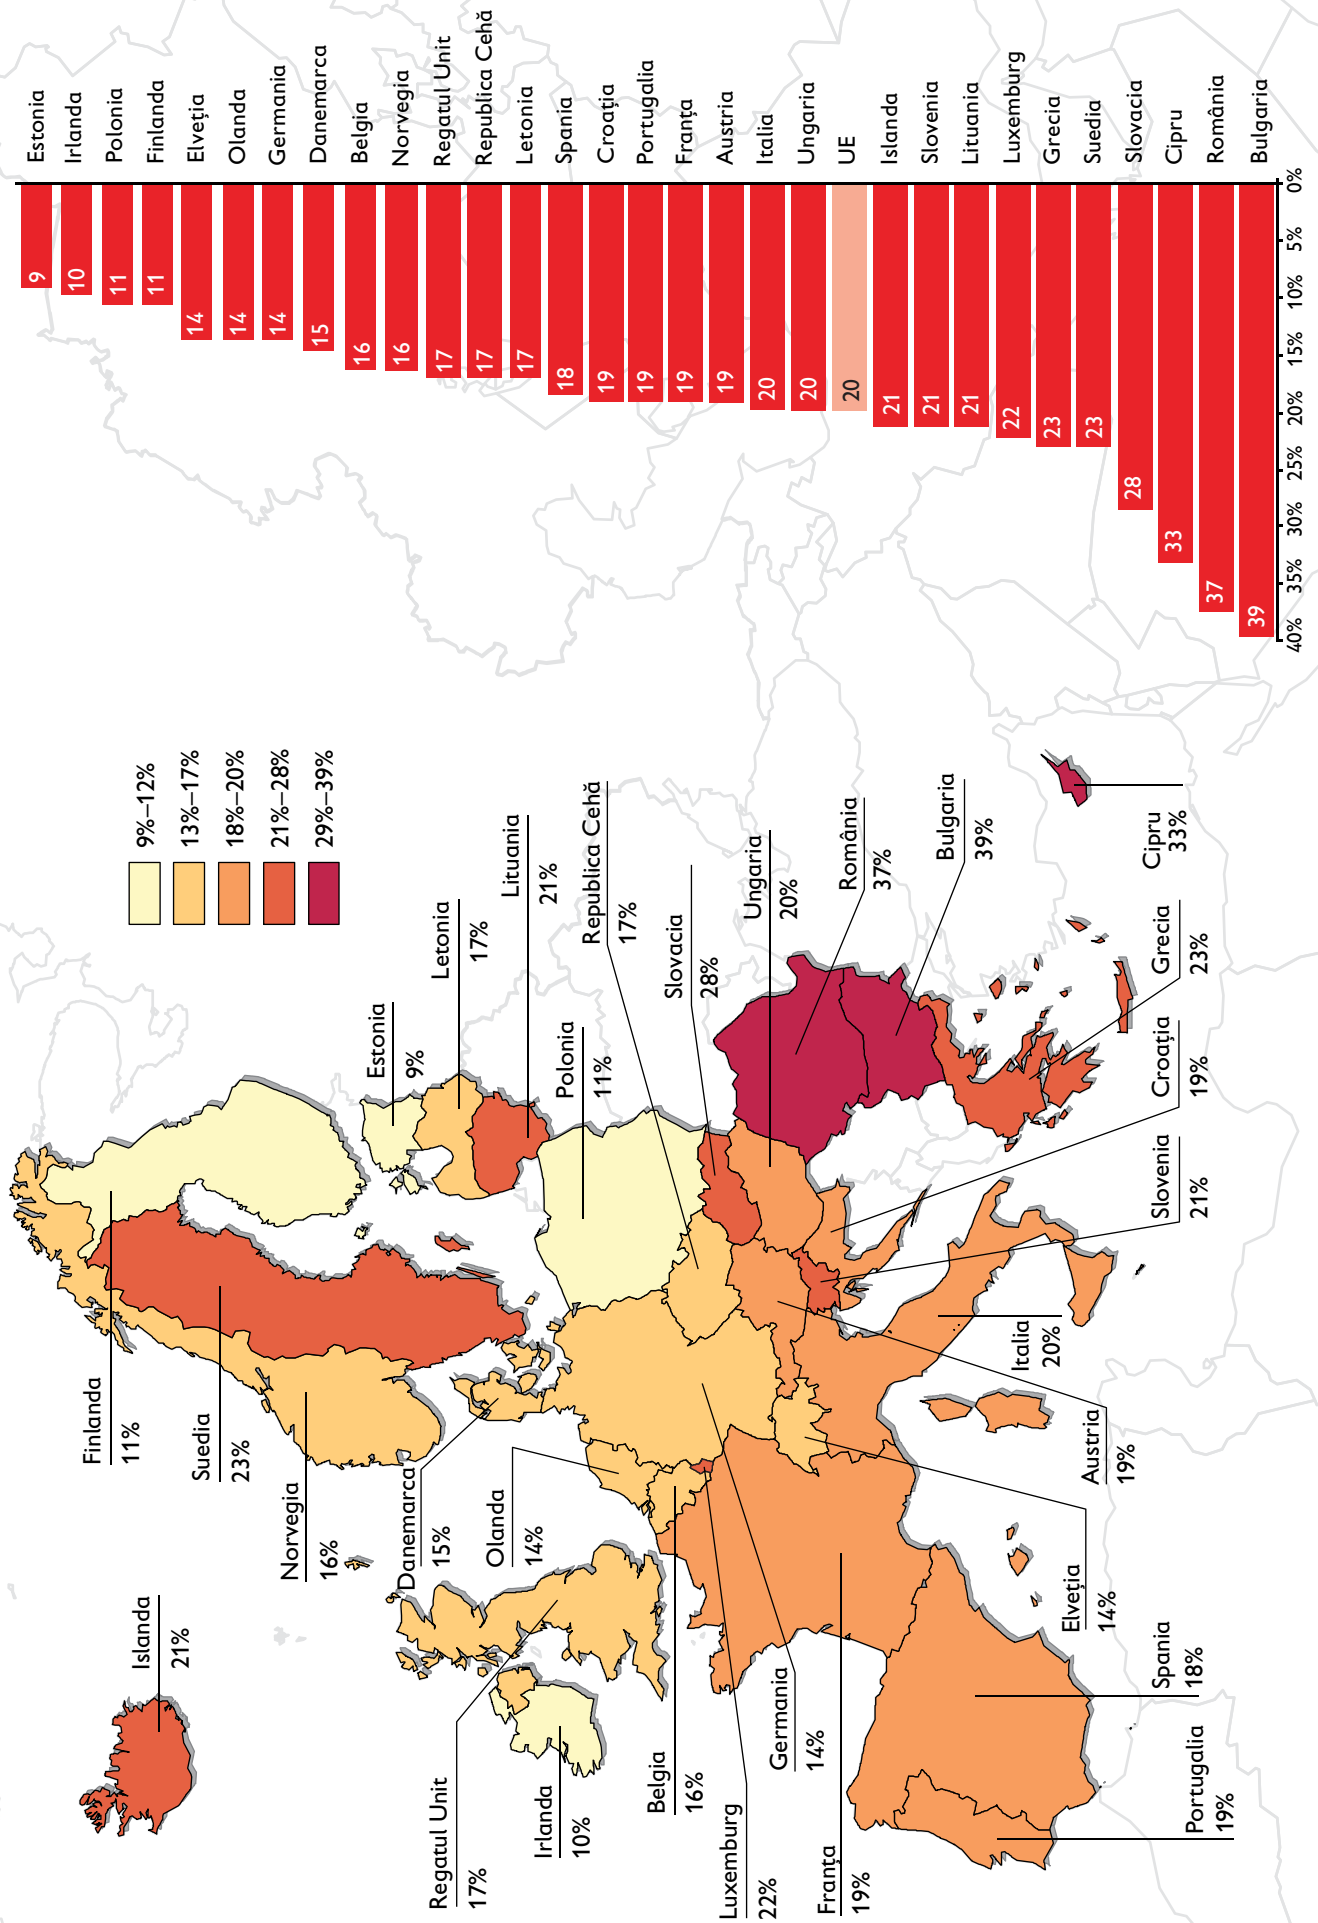 9%–12%
13%–17%
18%–20%
21%–28%
29%–39%
Islanda
21%
Finlanda
11%
Suedia
23%
Norvegia
16%
Danemarca
15%
Olanda
14%
Estonia
9%
Letonia
17%
Lituania
21%
Polonia
11%
Republica Cehă
17%
Slovacia
28%
Ungaria
20%
România
37%
Bulgaria
39%
Cipru
33%
Grecia
23%
Croația
19%
Slovenia
21%
Italia
20%
Austria
19%
Elveția
14%
Spania
18%
Portugalia
19%
Franța
19%
Germania
14%
Luxemburg
22%
Belgia
16%
Irlanda
10%
Regatul Unit
17%
Estonia
9
Irlanda
10
Polonia
11
Finlanda
11
Elveția
14
Olanda
14
Germania
14
Danemarca
15
Belgia
16
Norvegia
16
Regatul Unit
17
Republica Cehă
17
Letonia
17
Spania
18
Croația
19
Portugalia
19
Franța
19
Austria
19
Italia
20
Ungaria
20
UE
20
Islanda
21
Slovenia
21
Lituania
21
Luxemburg
22
Grecia
23
Suedia
23
Slovacia
28
Cipru
33
România
37
Bulgaria
39
40%
35%
30%
25%
20%
15%
10%
5%
0%